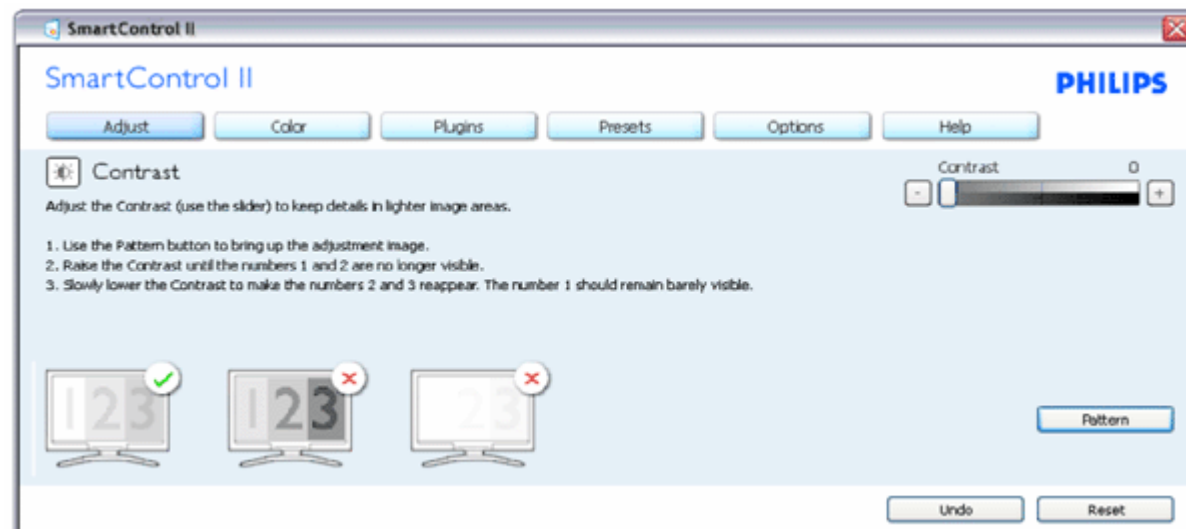 SmartControl II
SmartControl II
PHILIPS
Adjust Color Plugins Presets Options Help
Contrast
Contrast 0
- +
Adjust the Contrast (use the slider) to keep details in lighter image areas.
1. Use the Pattern button to bring up the adjustment image.
2. Raise the Contrast until the numbers 1 and 2 are no longer visible.
3. Slowly lower the Contrast to make the numbers 2 and 3 reappear. The number 1 should remain barely visible.
123 123 23
Pattern
Undo Reset